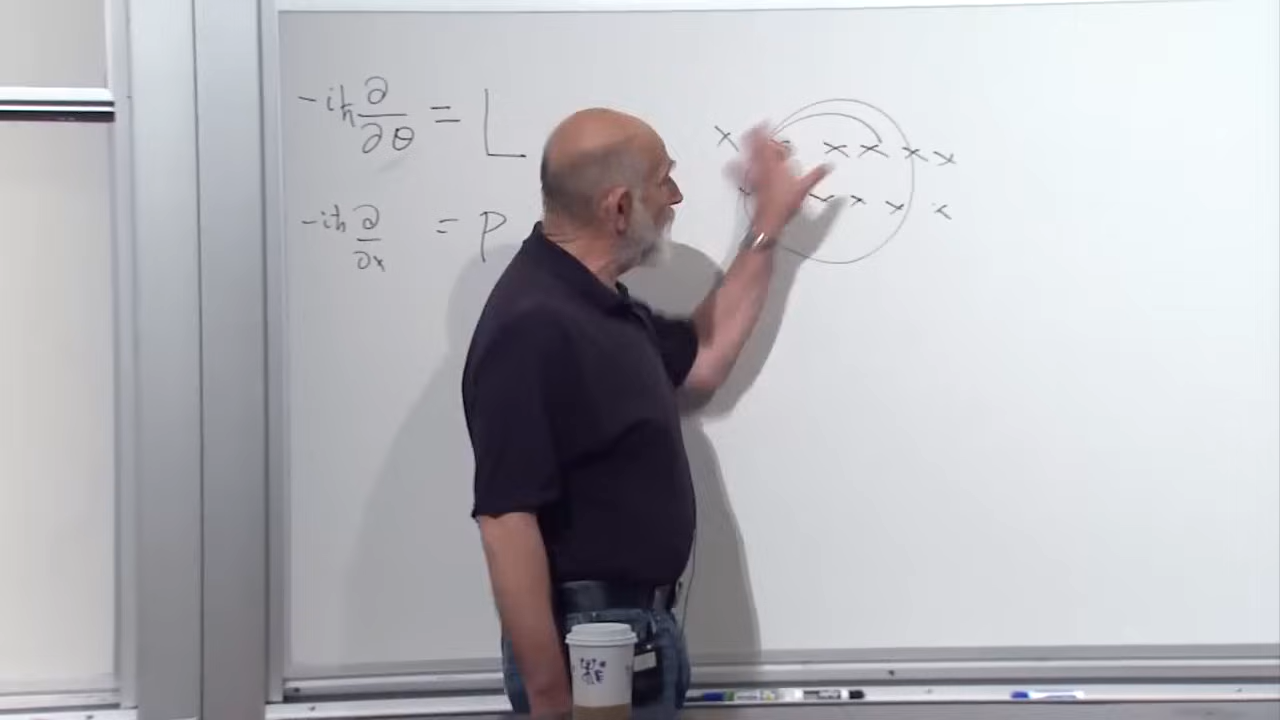 -iħ ∂/∂θ = L
-iħ ∂/∂x = P
x x x x x
x x x x